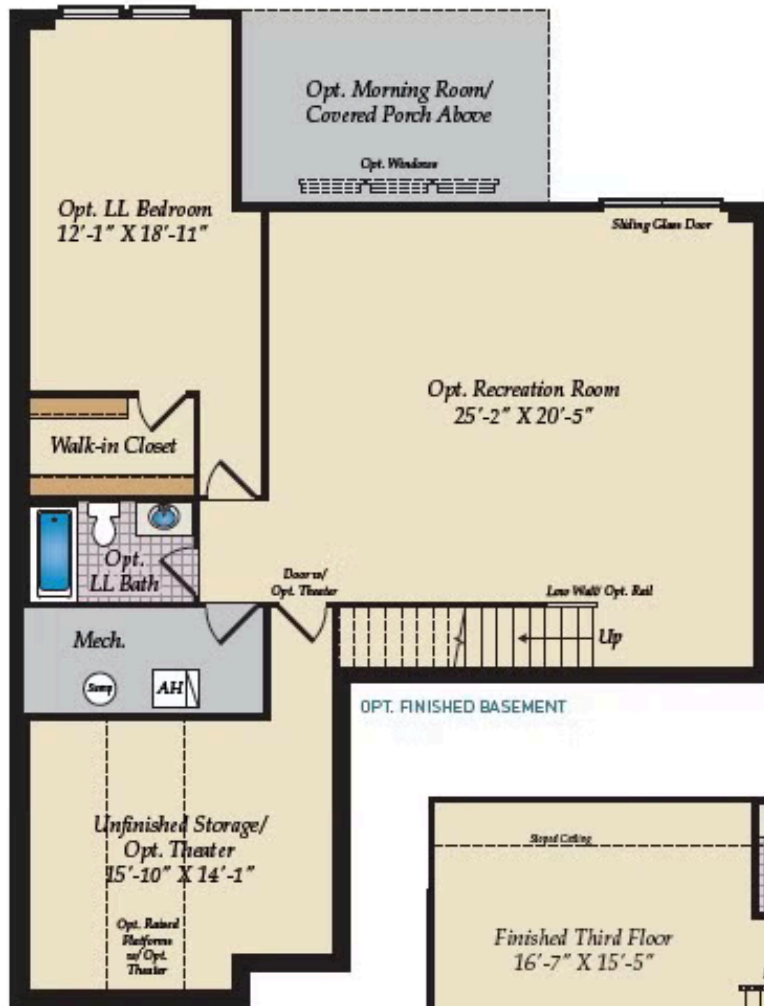 Opt. Morning Room/
Covered Porch Above
Opt. Windows
Opt. LL Bedroom
12'-1" X 18'-11"
Sliding Glass Door
Opt. Recreation Room
25'-2" X 20'-5"
Walk-in Closet
Opt.
LL Bath
Door w/
Opt. Theater
Low Wall/ Opt. Rail
Up
Mech.
Sump
AH
OPT. FINISHED BASEMENT
Unfinished Storage/
Opt. Theater
15'-10" X 14'-1"
Opt. Raised
Platforms
w/ Opt.
Theater
Sloped Ceiling
Finished Third Floor
16'-7" X 15'-5"